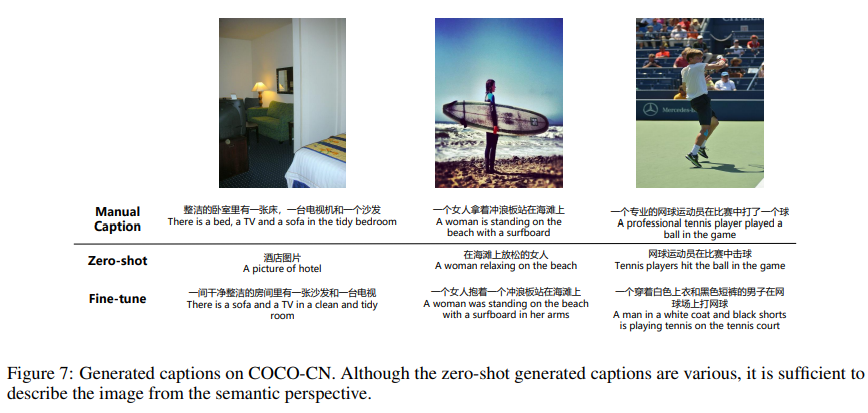 CITIZEN
Mercedes-
Manual
Caption
整洁的卧室里有一张床，一台电视机和一个沙发
There is a bed, a TV and a sofa in the tidy bedroom
一个女人拿着冲浪板站在海滩上
A woman is standing on the
beach with a surfboard
一个专业的网球运动员在比赛中打了一个球
A professional tennis player played a
ball in the game
Zero-shot
酒店图片
A picture of hotel
在海滩上放松的女人
A woman relaxing on the beach
网球运动员在比赛中击球
Tennis players hit the ball in the game
Fine-tune
一间干净整洁的房间里有一张沙发和一台电视
There is a sofa and a TV in a clean and tidy
room
一个女人抱着一个冲浪板站在海滩上
A woman was standing on the beach
with a surfboard in her arms
一个穿着白色上衣和黑色短裤的男子在网
球场上打网球
A man in a white coat and black shorts
is playing tennis on the tennis court
Figure 7: Generated captions on COCO-CN. Although the zero-shot generated captions are various, it is sufficient to
describe the image from the semantic perspective.